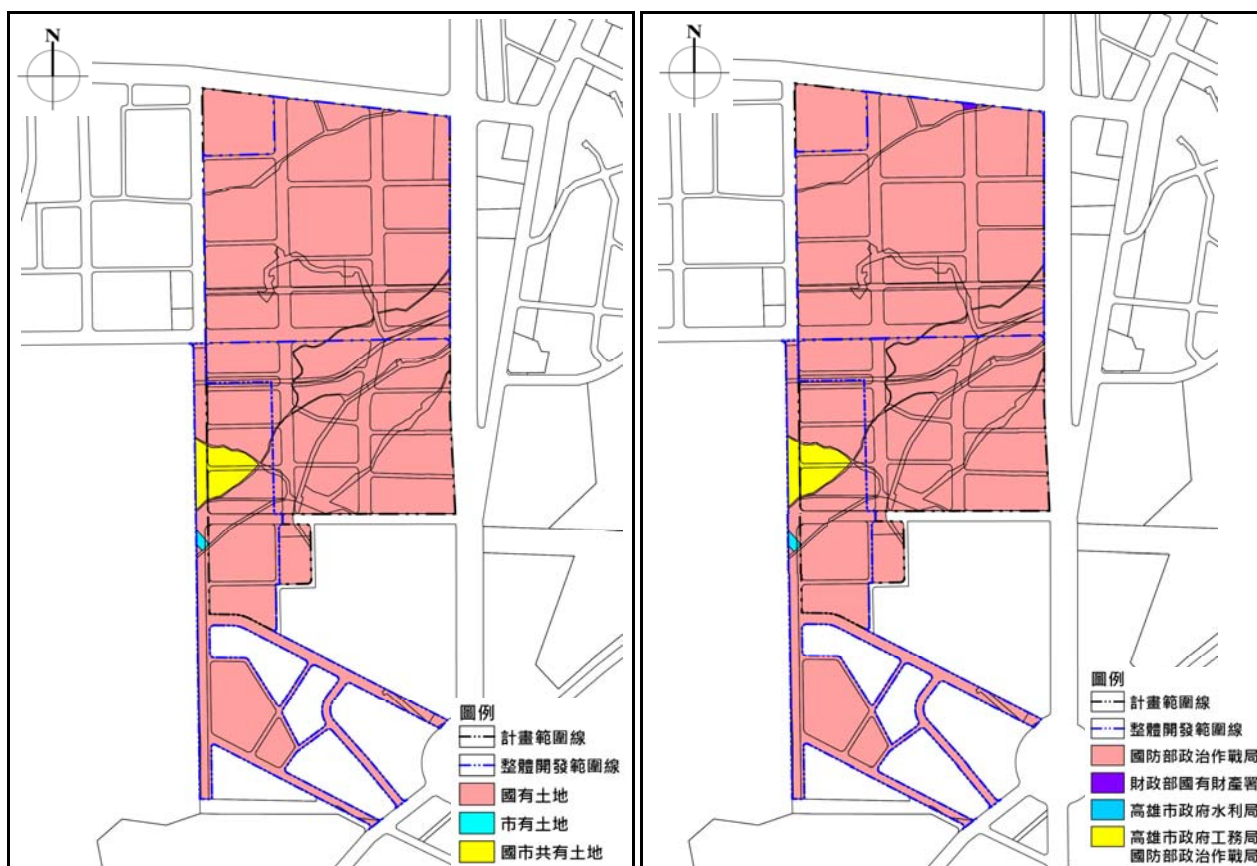 N
圖例
計畫範圍線
整體開發範圍線
國有土地
市有土地
國市共有土地
N
圖例
計畫範圍線
整體開發範圍線
國防部政治作戰局
財政部國有財產署
高雄市政府水利局
高雄市政府工務局
國防部政治作戰局